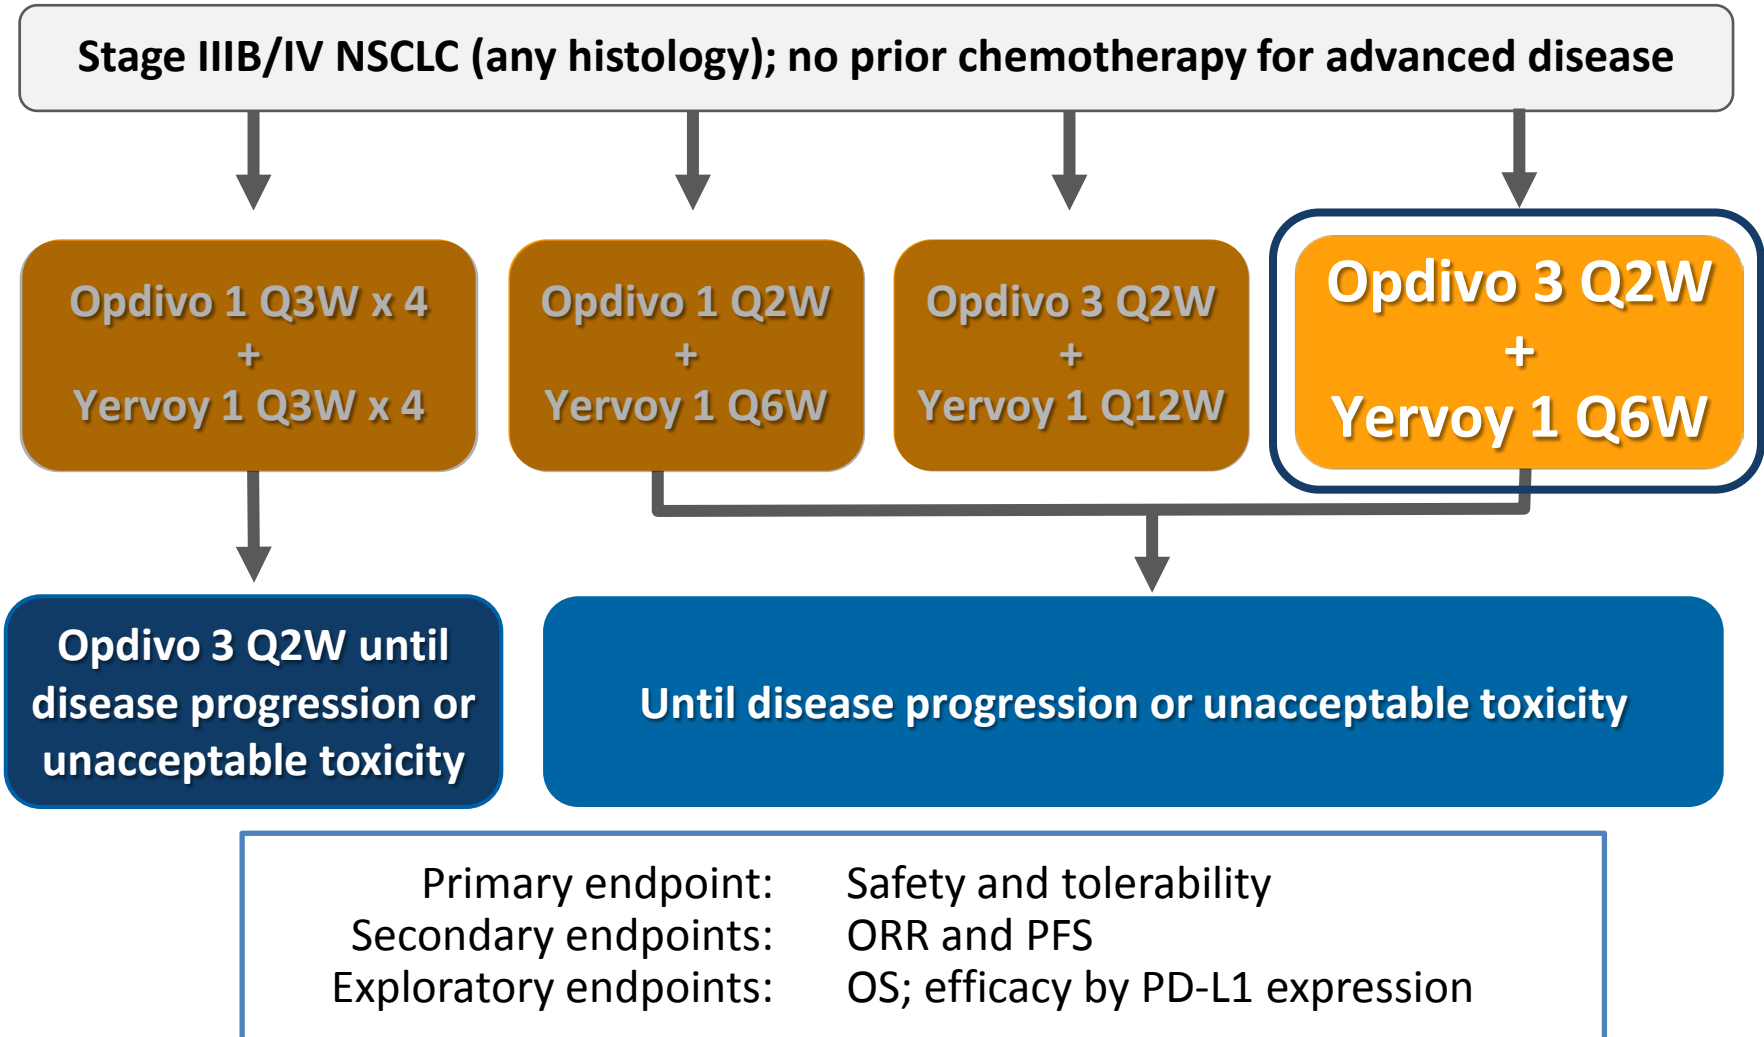 Stage IIIB/IV NSCLC (any histology); no prior chemotherapy for advanced disease
Opdivo 1 Q3W x 4
+
Yervoy 1 Q3W x 4
Opdivo 1 Q2W
+
Yervoy 1 Q6W
Opdivo 3 Q2W
+
Yervoy 1 Q12W
Opdivo 3 Q2W
+
Yervoy 1 Q6W
Opdivo 3 Q2W until
disease progression or
unacceptable toxicity
Until disease progression or unacceptable toxicity
Primary endpoint: Safety and tolerability
Secondary endpoints: ORR and PFS
Exploratory endpoints: OS; efficacy by PD-L1 expression